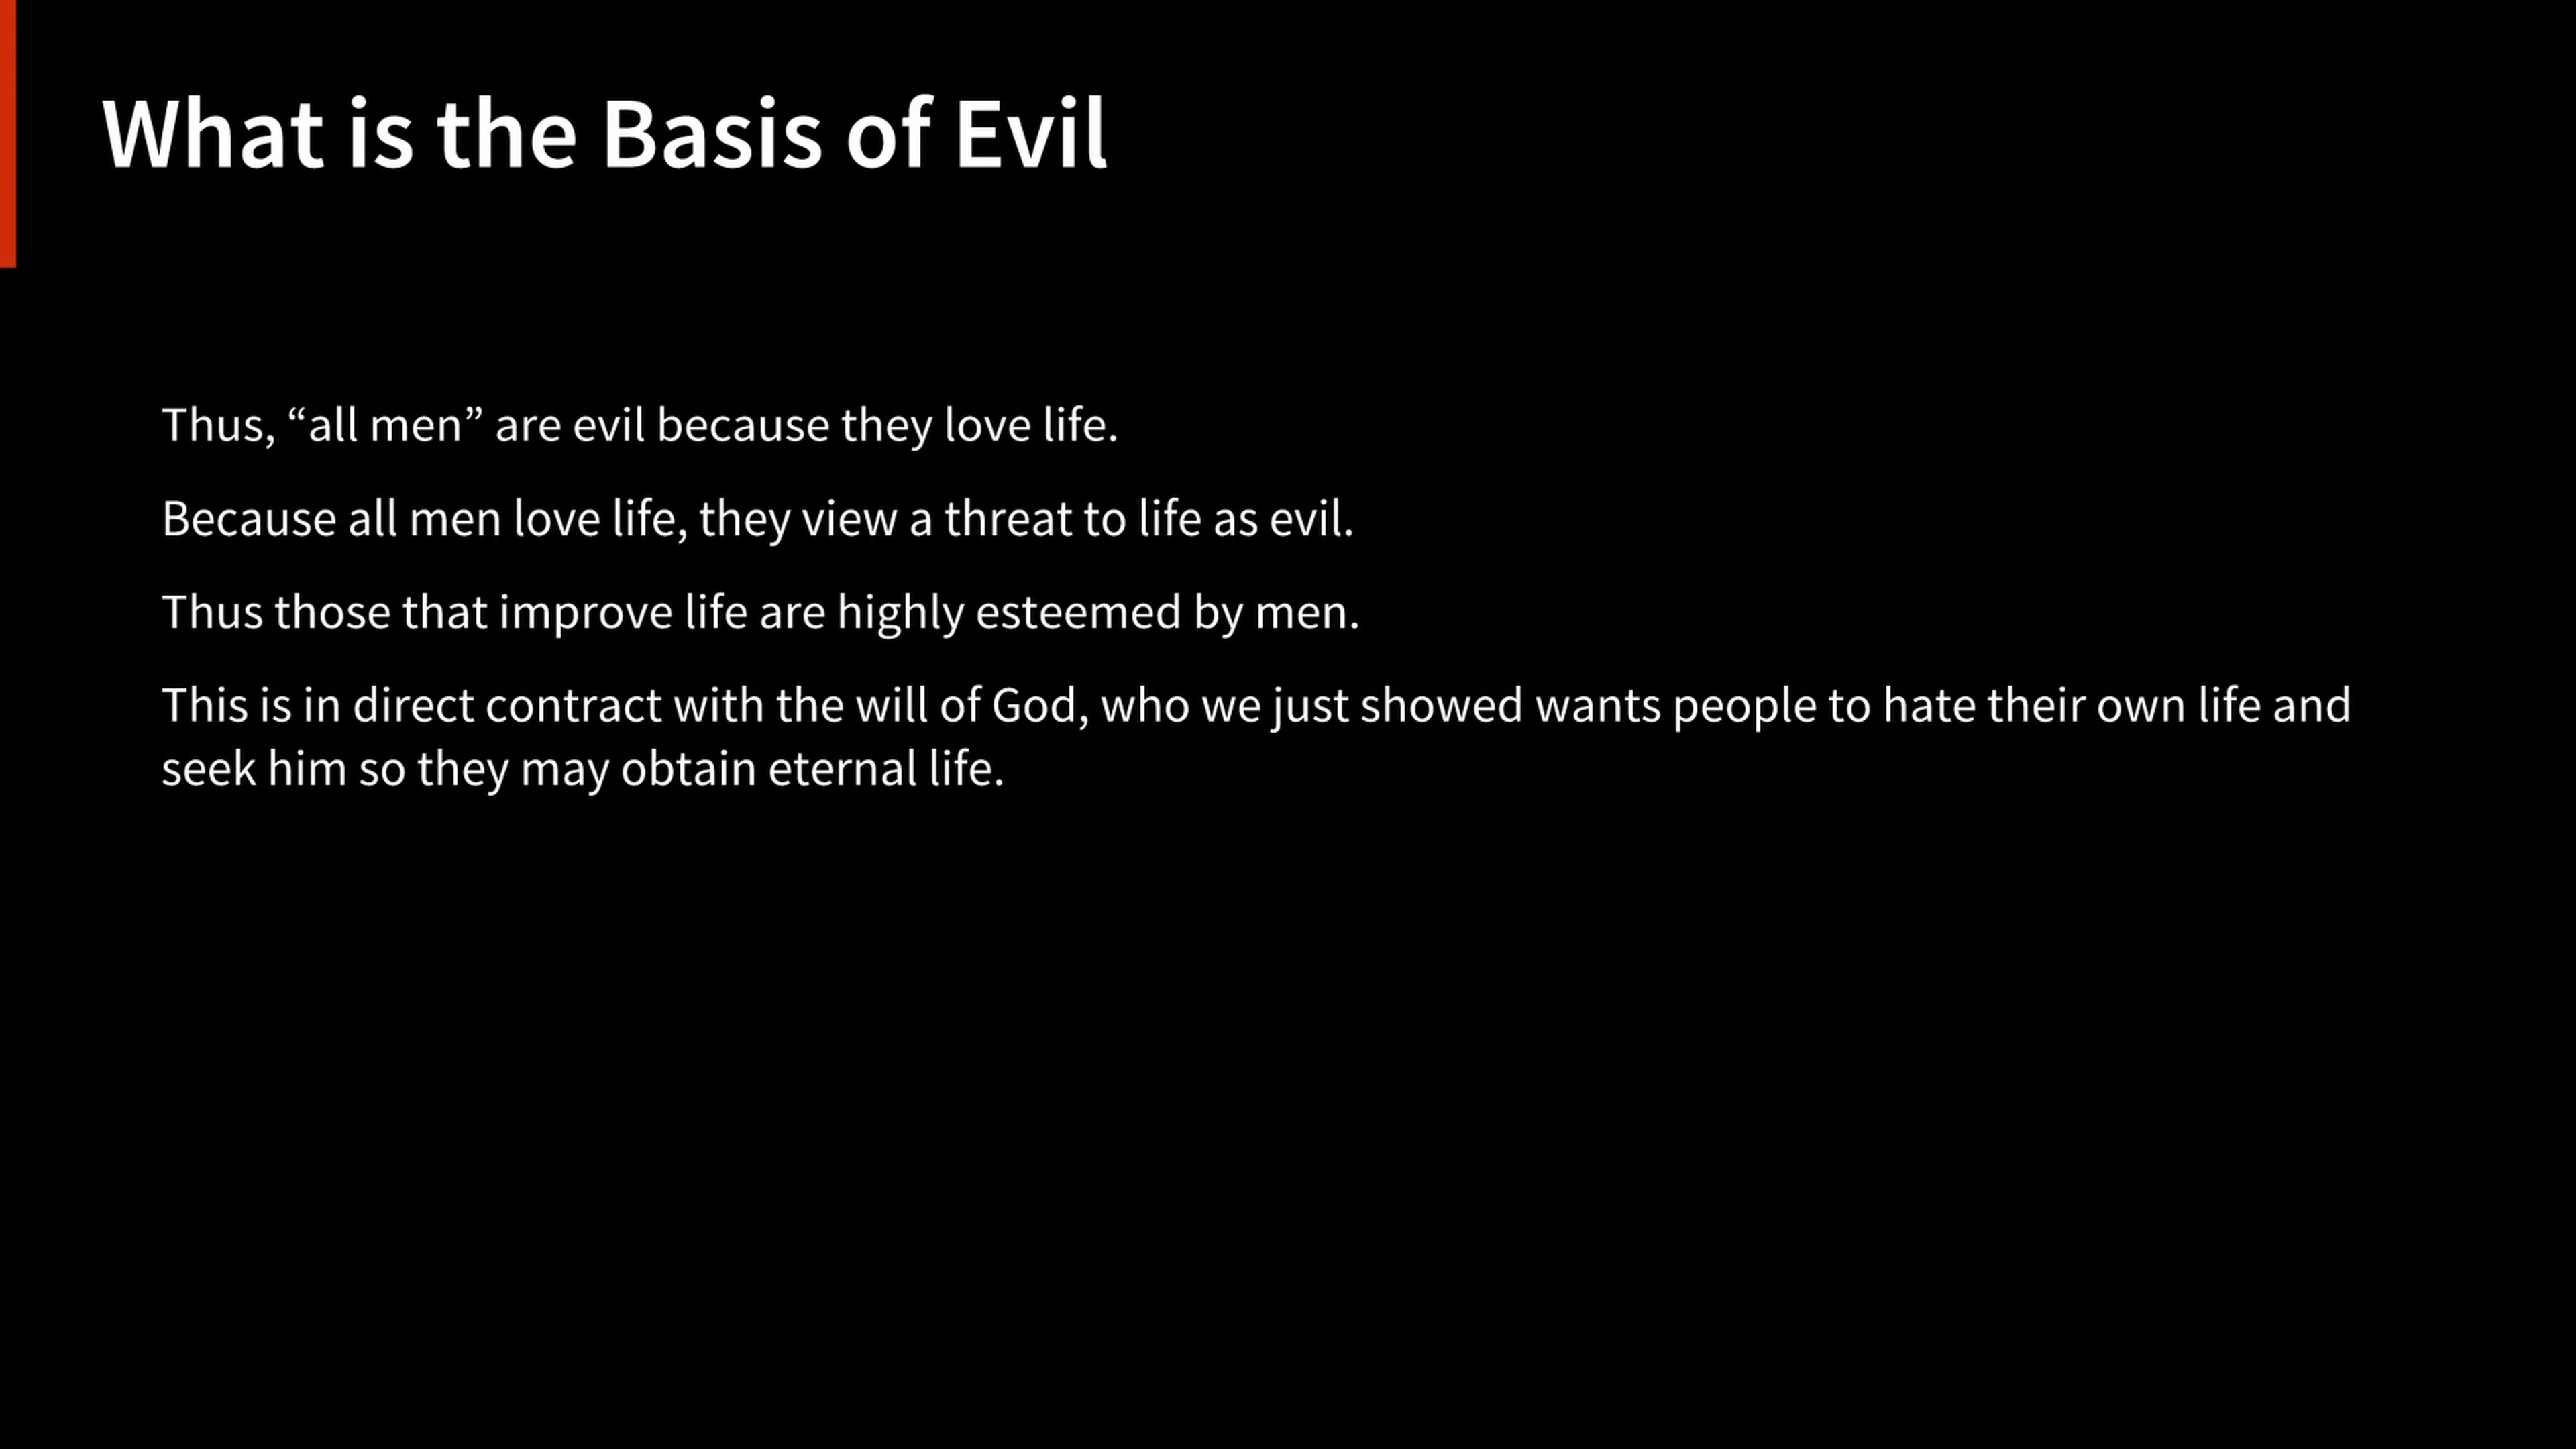 What is the Basis of Evil
Thus, “all men” are evil because they love life.
Because all men love life, they view a threat to life as evil.
Thus those that improve life are highly esteemed by men.
This is in direct contract with the will of God, who we just showed wants people to hate their own life and
seek him so they may obtain eternal life.